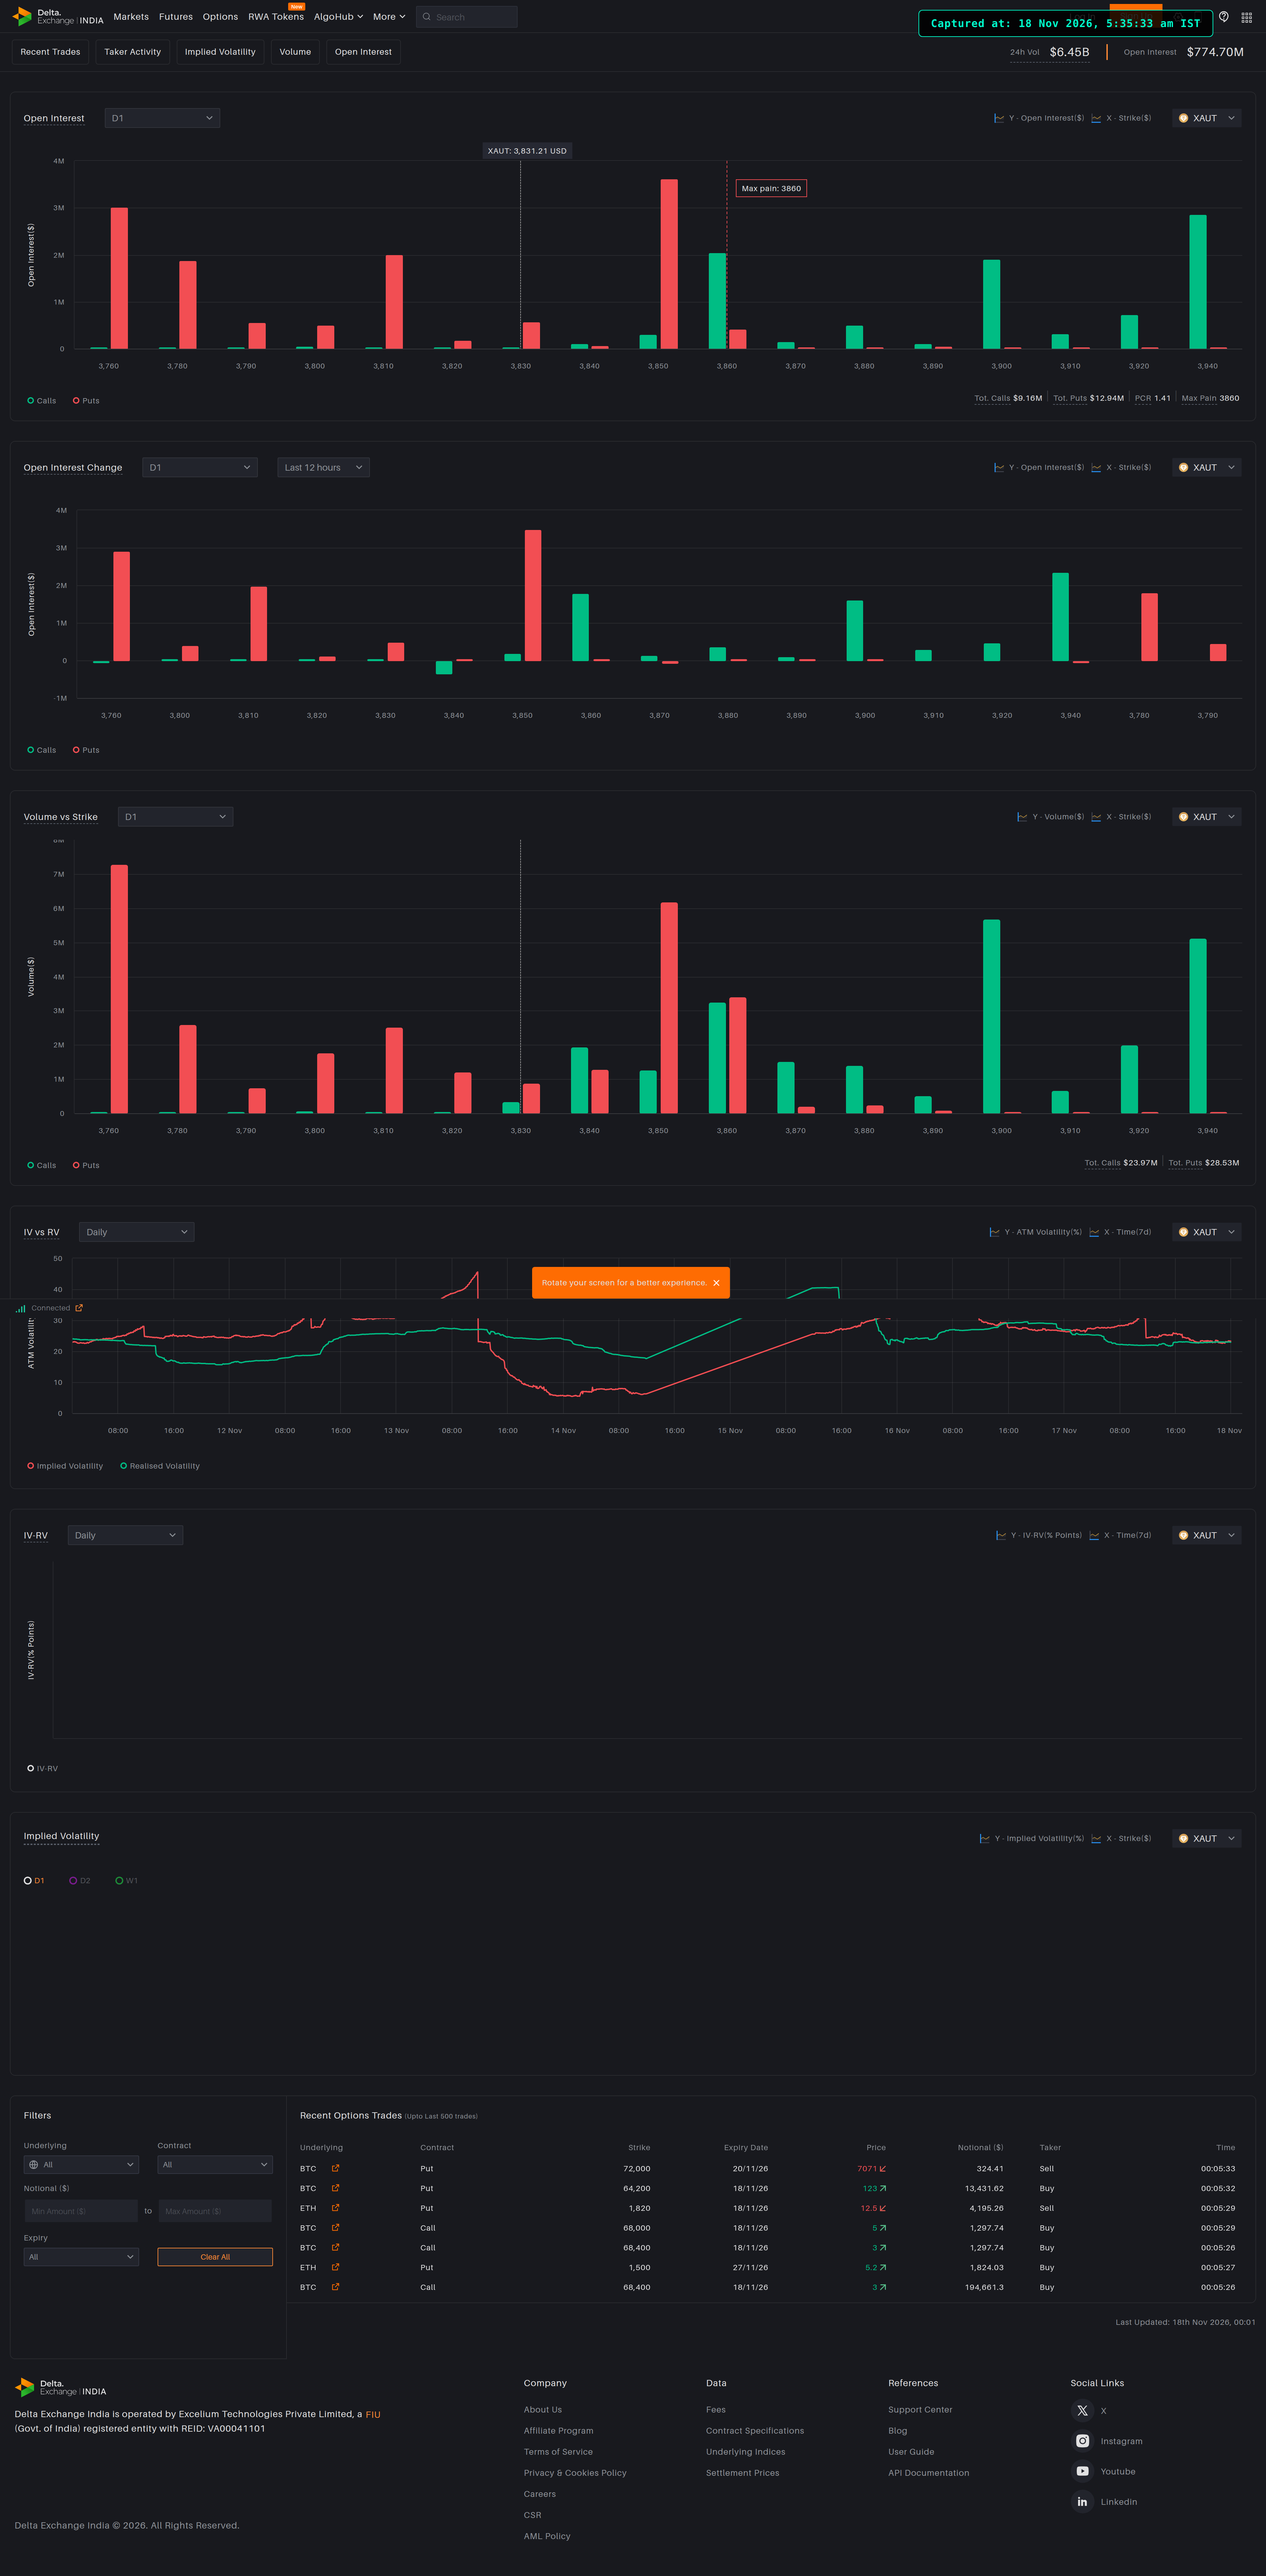 Delta.
Exchange | INDIA
Markets Futures Options RWA Tokens New AlgoHub More Search
Captured at: 18 Nov 2026, 5:35:33 am IST
Recent Trades Taker Activity Implied Volatility Volume Open Interest
24h Vol $6.45B Open Interest $774.70M
Open Interest D1 Y - Open Interest($) X - Strike($) XAUT
XAUT: 3,831.21 USD
Max pain: 3860
Open Interest($)
4M
3M
2M
1M
0
3,760 3,780 3,790 3,800 3,810 3,820 3,830 3,840 3,850 3,860 3,870 3,880 3,890 3,900 3,910 3,920 3,940
Calls Puts
Tot. Calls $9.16M Tot. Puts $12.94M PCR 1.41 Max Pain 3860
Open Interest Change D1 Last 12 hours Y - Open Interest($) X - Strike($) XAUT
Open Interest($)
4M
3M
2M
1M
0
-1M
3,760 3,800 3,810 3,820 3,830 3,840 3,850 3,860 3,870 3,880 3,890 3,900 3,910 3,920 3,940 3,780 3,790
Calls Puts
Volume vs Strike D1 Y - Volume($) X - Strike($) XAUT
Volume($)
8M
7M
6M
5M
4M
3M
2M
1M
0
3,760 3,780 3,790 3,800 3,810 3,820 3,830 3,840 3,850 3,860 3,870 3,880 3,890 3,900 3,910 3,920 3,940
Calls Puts
Tot. Calls $23.97M Tot. Puts $28.53M
IV vs RV Daily Y - ATM Volatility(%) X - Time(7d) XAUT
50
Rotate your screen for a better experience.
40
Connected
ATM Volatilit
30
20
10
0
08:00 16:00 12 Nov 08:00 16:00 13 Nov 08:00 16:00 14 Nov 08:00 16:00 15 Nov 08:00 16:00 16 Nov 08:00 16:00 17 Nov 08:00 16:00 18 Nov
Implied Volatility Realised Volatility
IV-RV Daily Y - IV-RV(% Points) X - Time(7d) XAUT
IV-RV(% Points)
IV-RV
Implied Volatility Y - Implied Volatility(%) X - Strike($) XAUT
D1 D2 W1
Filters
Underlying Contract
All All
Notional ($)
Min Amount ($) to Max Amount ($)
Expiry
All Clear All
Recent Options Trades (Upto Last 500 trades)
Underlying Contract Strike Expiry Date Price Notional ($) Taker Time
BTC Put 72,000 20/11/26 7071 324.41 Sell 00:05:33
BTC Put 64,200 18/11/26 123 13,431.62 Buy 00:05:32
ETH Put 1,820 18/11/26 12.5 4,195.26 Sell 00:05:29
BTC Call 68,000 18/11/26 5 1,297.74 Buy 00:05:29
BTC Call 68,400 18/11/26 3 1,297.74 Buy 00:05:26
ETH Put 1,500 27/11/26 5.2 1,824.03 Buy 00:05:27
BTC Call 68,400 18/11/26 3 194,661.3 Buy 00:05:26
Last Updated: 18th Nov 2026, 00:01
Delta.
Exchange | INDIA
Delta Exchange India is operated by Excelium Technologies Private Limited, a FIU
(Govt. of India) registered entity with REID: VA00041101
Delta Exchange India © 2026. All Rights Reserved.
Company
About Us
Affiliate Program
Terms of Service
Privacy & Cookies Policy
Careers
CSR
AML Policy
Data
Fees
Contract Specifications
Underlying Indices
Settlement Prices
References
Support Center
Blog
User Guide
API Documentation
Social Links
X
Instagram
Youtube
Linkedin